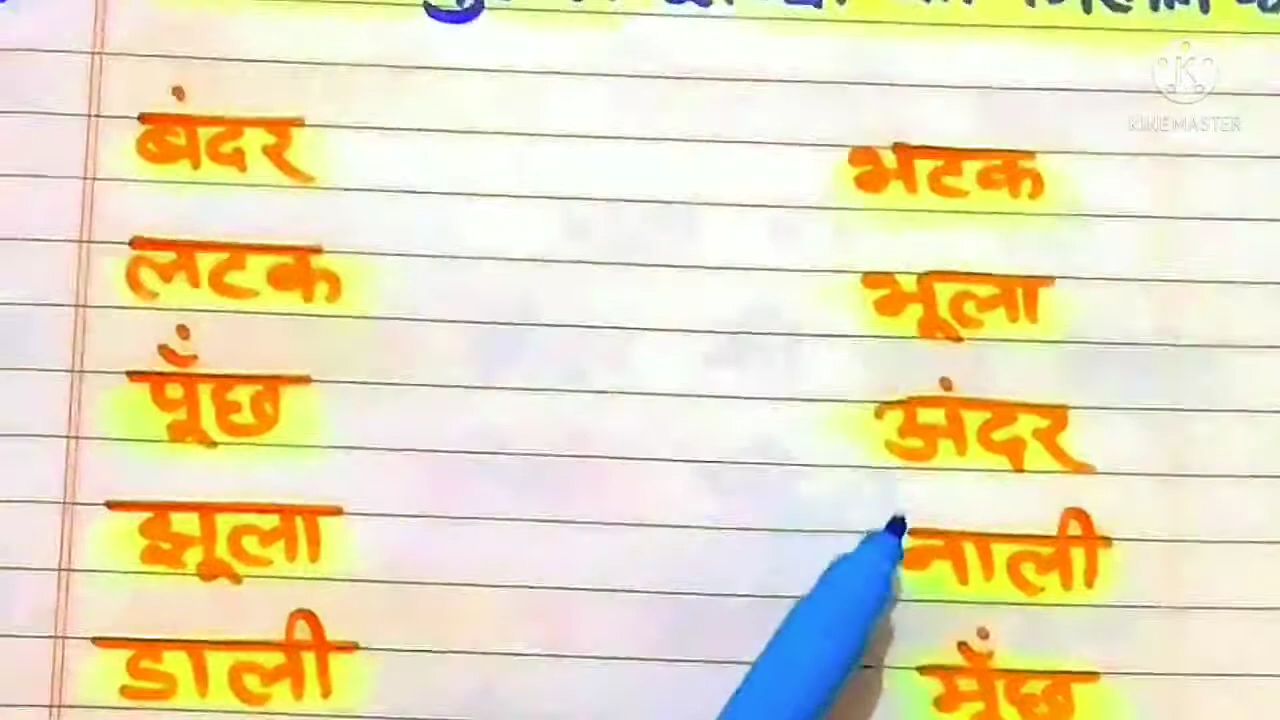 बंदर
भटक
लटक
भूला
पूँछ
अंदर
झूला
नाली
डाली
मूँछ
KINEMASTER